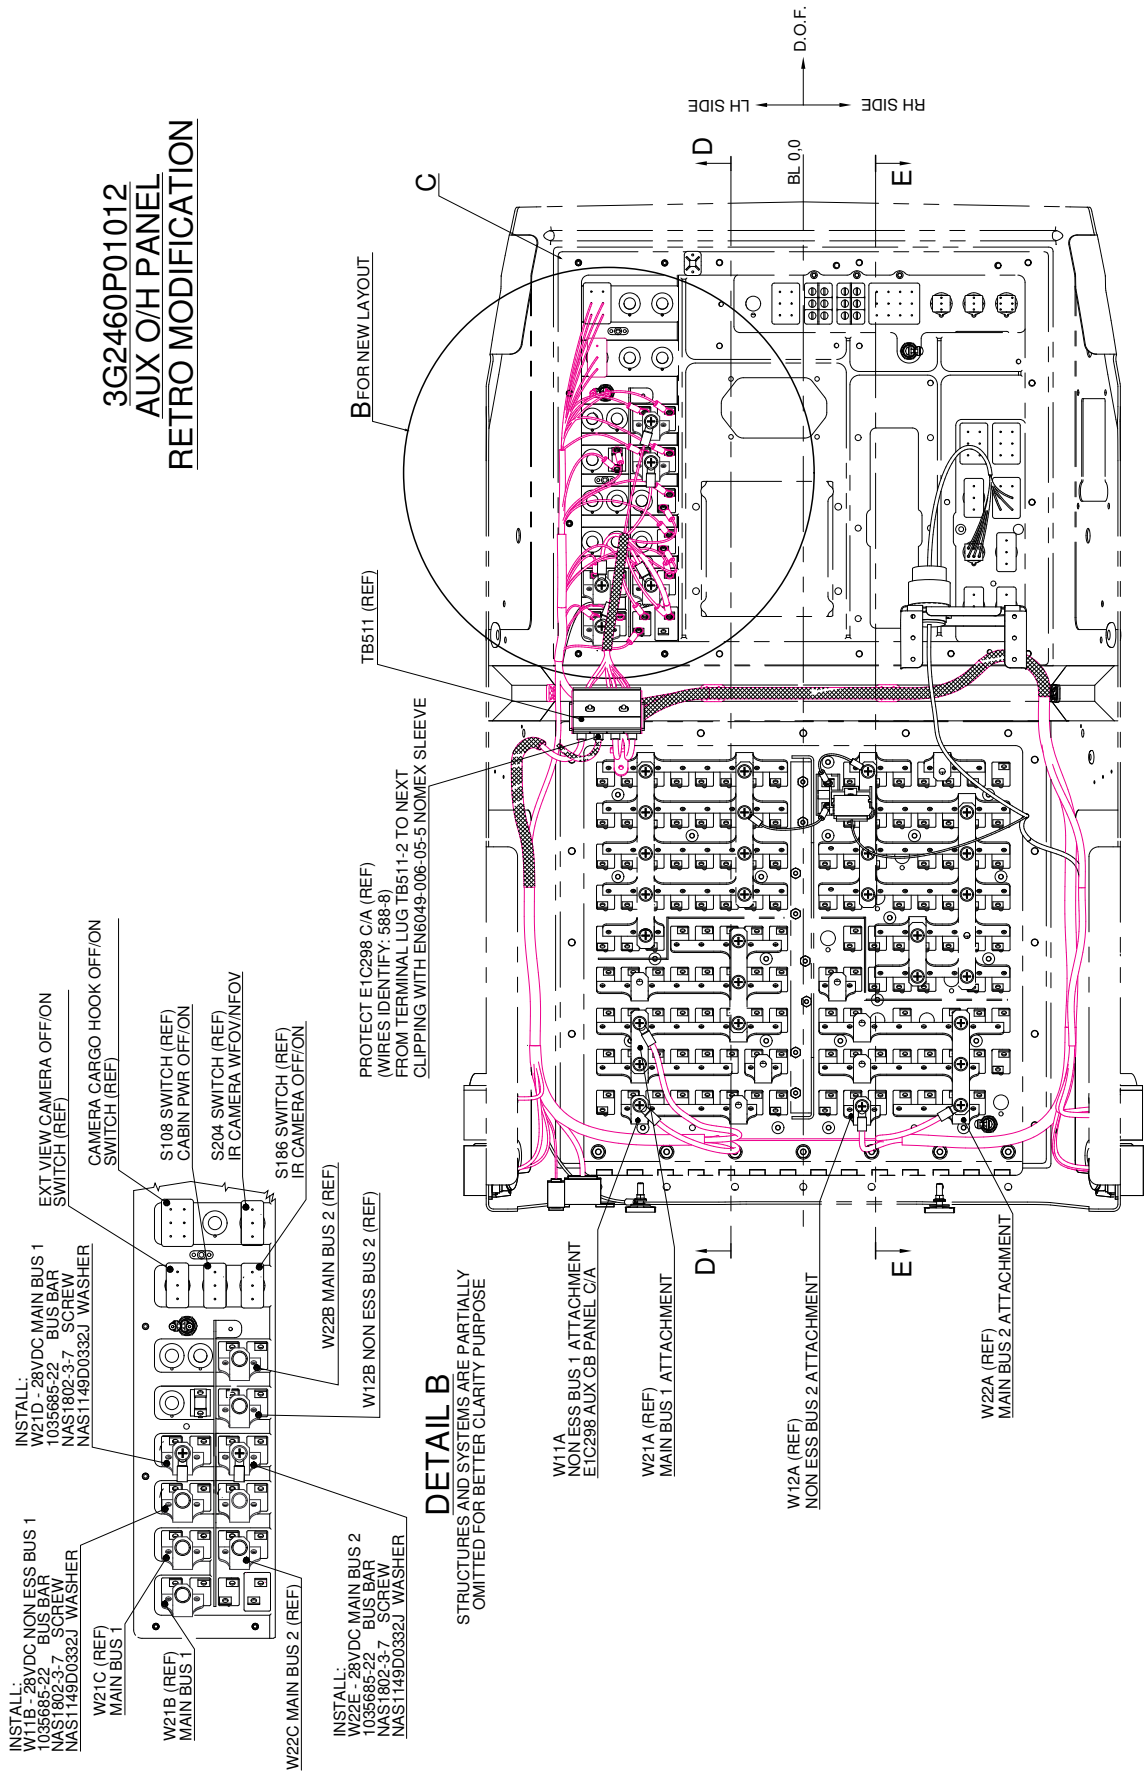 3G2460P01012
AUX O/H PANEL
RETRO MODIFICATION
INSTALL:
W11B - 28VDC NON ESS BUS 1
1035685-22 BUS BAR
NAS1802-3-7 SCREW
NAS1149D0332J WASHER
W21C (REF)
MAIN BUS 1
W21B (REF)
MAIN BUS 1
W22C MAIN BUS 2 (REF)
INSTALL:
W22E - 28VDC MAIN BUS 2
1035685-22 BUS BAR
NAS1802-3-7 SCREW
NAS1149D0332J WASHER
INSTALL:
W21D - 28VDC MAIN BUS 1
1035685-22 BUS BAR
NAS1802-3-7 SCREW
NAS1149D0332J WASHER
EXT VIEW CAMERA OFF/ON
SWITCH (REF)
CAMERA CARGO HOOK OFF/ON
SWITCH (REF)
S108 SWITCH (REF)
CABIN PWR OFF/ON
S204 SWITCH (REF)
IR CAMERA WFOV/NFOV
S186 SWITCH (REF)
IR CAMERA OFF/ON
W22B MAIN BUS 2 (REF)
W12B NON ESS BUS 2 (REF)
DETAIL B
STRUCTURES AND SYSTEMS ARE PARTIALLY
OMITTED FOR BETTER CLARITY PURPOSE
PROTECT E1C298 C/A (REF)
WIRES IDENTIFY: 588-8)
FROM TERMINAL LUG TB511-2 TO NEXT
CLIPPING WITH EN6049-006-05-5 NOMEX SLEEVE
TB511 (REF)
B FOR NEW LAYOUT
C
W11A
NON ESS BUS 1 ATTACHMENT
E1C298 AUX CB PANEL C/A
W21A (REF)
MAIN BUS 1 ATTACHMENT
W12A (REF)
NON ESS BUS 2 ATTACHMENT
W22A (REF)
MAIN BUS 2 ATTACHMENT
D
D
E
E
BL 0,0
LH SIDE
RH SIDE
D.O.F.